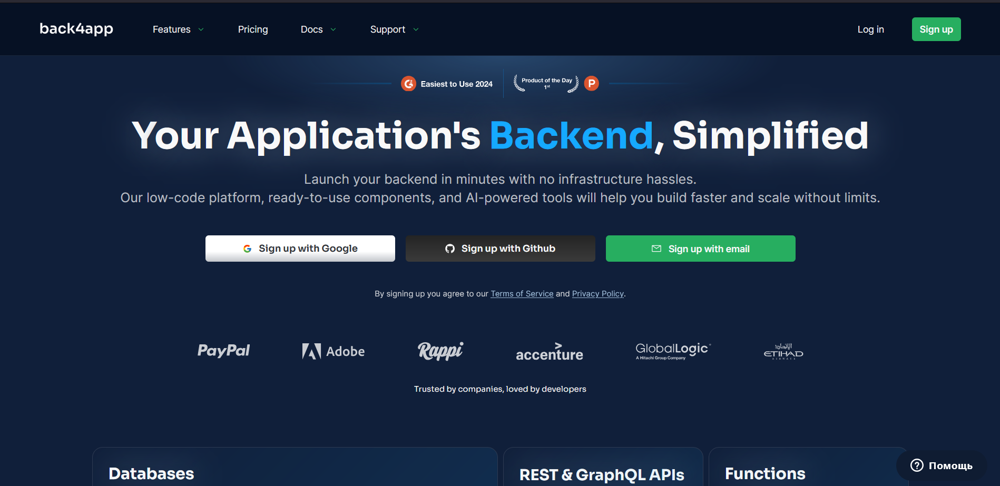 back4app
Features
Pricing
Docs
Support
Log in
Sign up
Easiest to Use 2024
Product of the Day
1st
Your Application's Backend, Simplified
Launch your backend in minutes with no infrastructure hassles.
Our low-code platform, ready-to-use components, and AI-powered tools will help you build faster and scale without limits.
Sign up with Google
Sign up with Github
Sign up with email
By signing up you agree to our Terms of Service and Privacy Policy.
PayPal
Adobe
Rappi
accenture
GlobalLogic
A Hitachi Group Company
الإتحاد
ETIHAD
AIRWAYS
Trusted by companies, loved by developers
Databases
REST & GraphQL APIs
Functions
Помощь